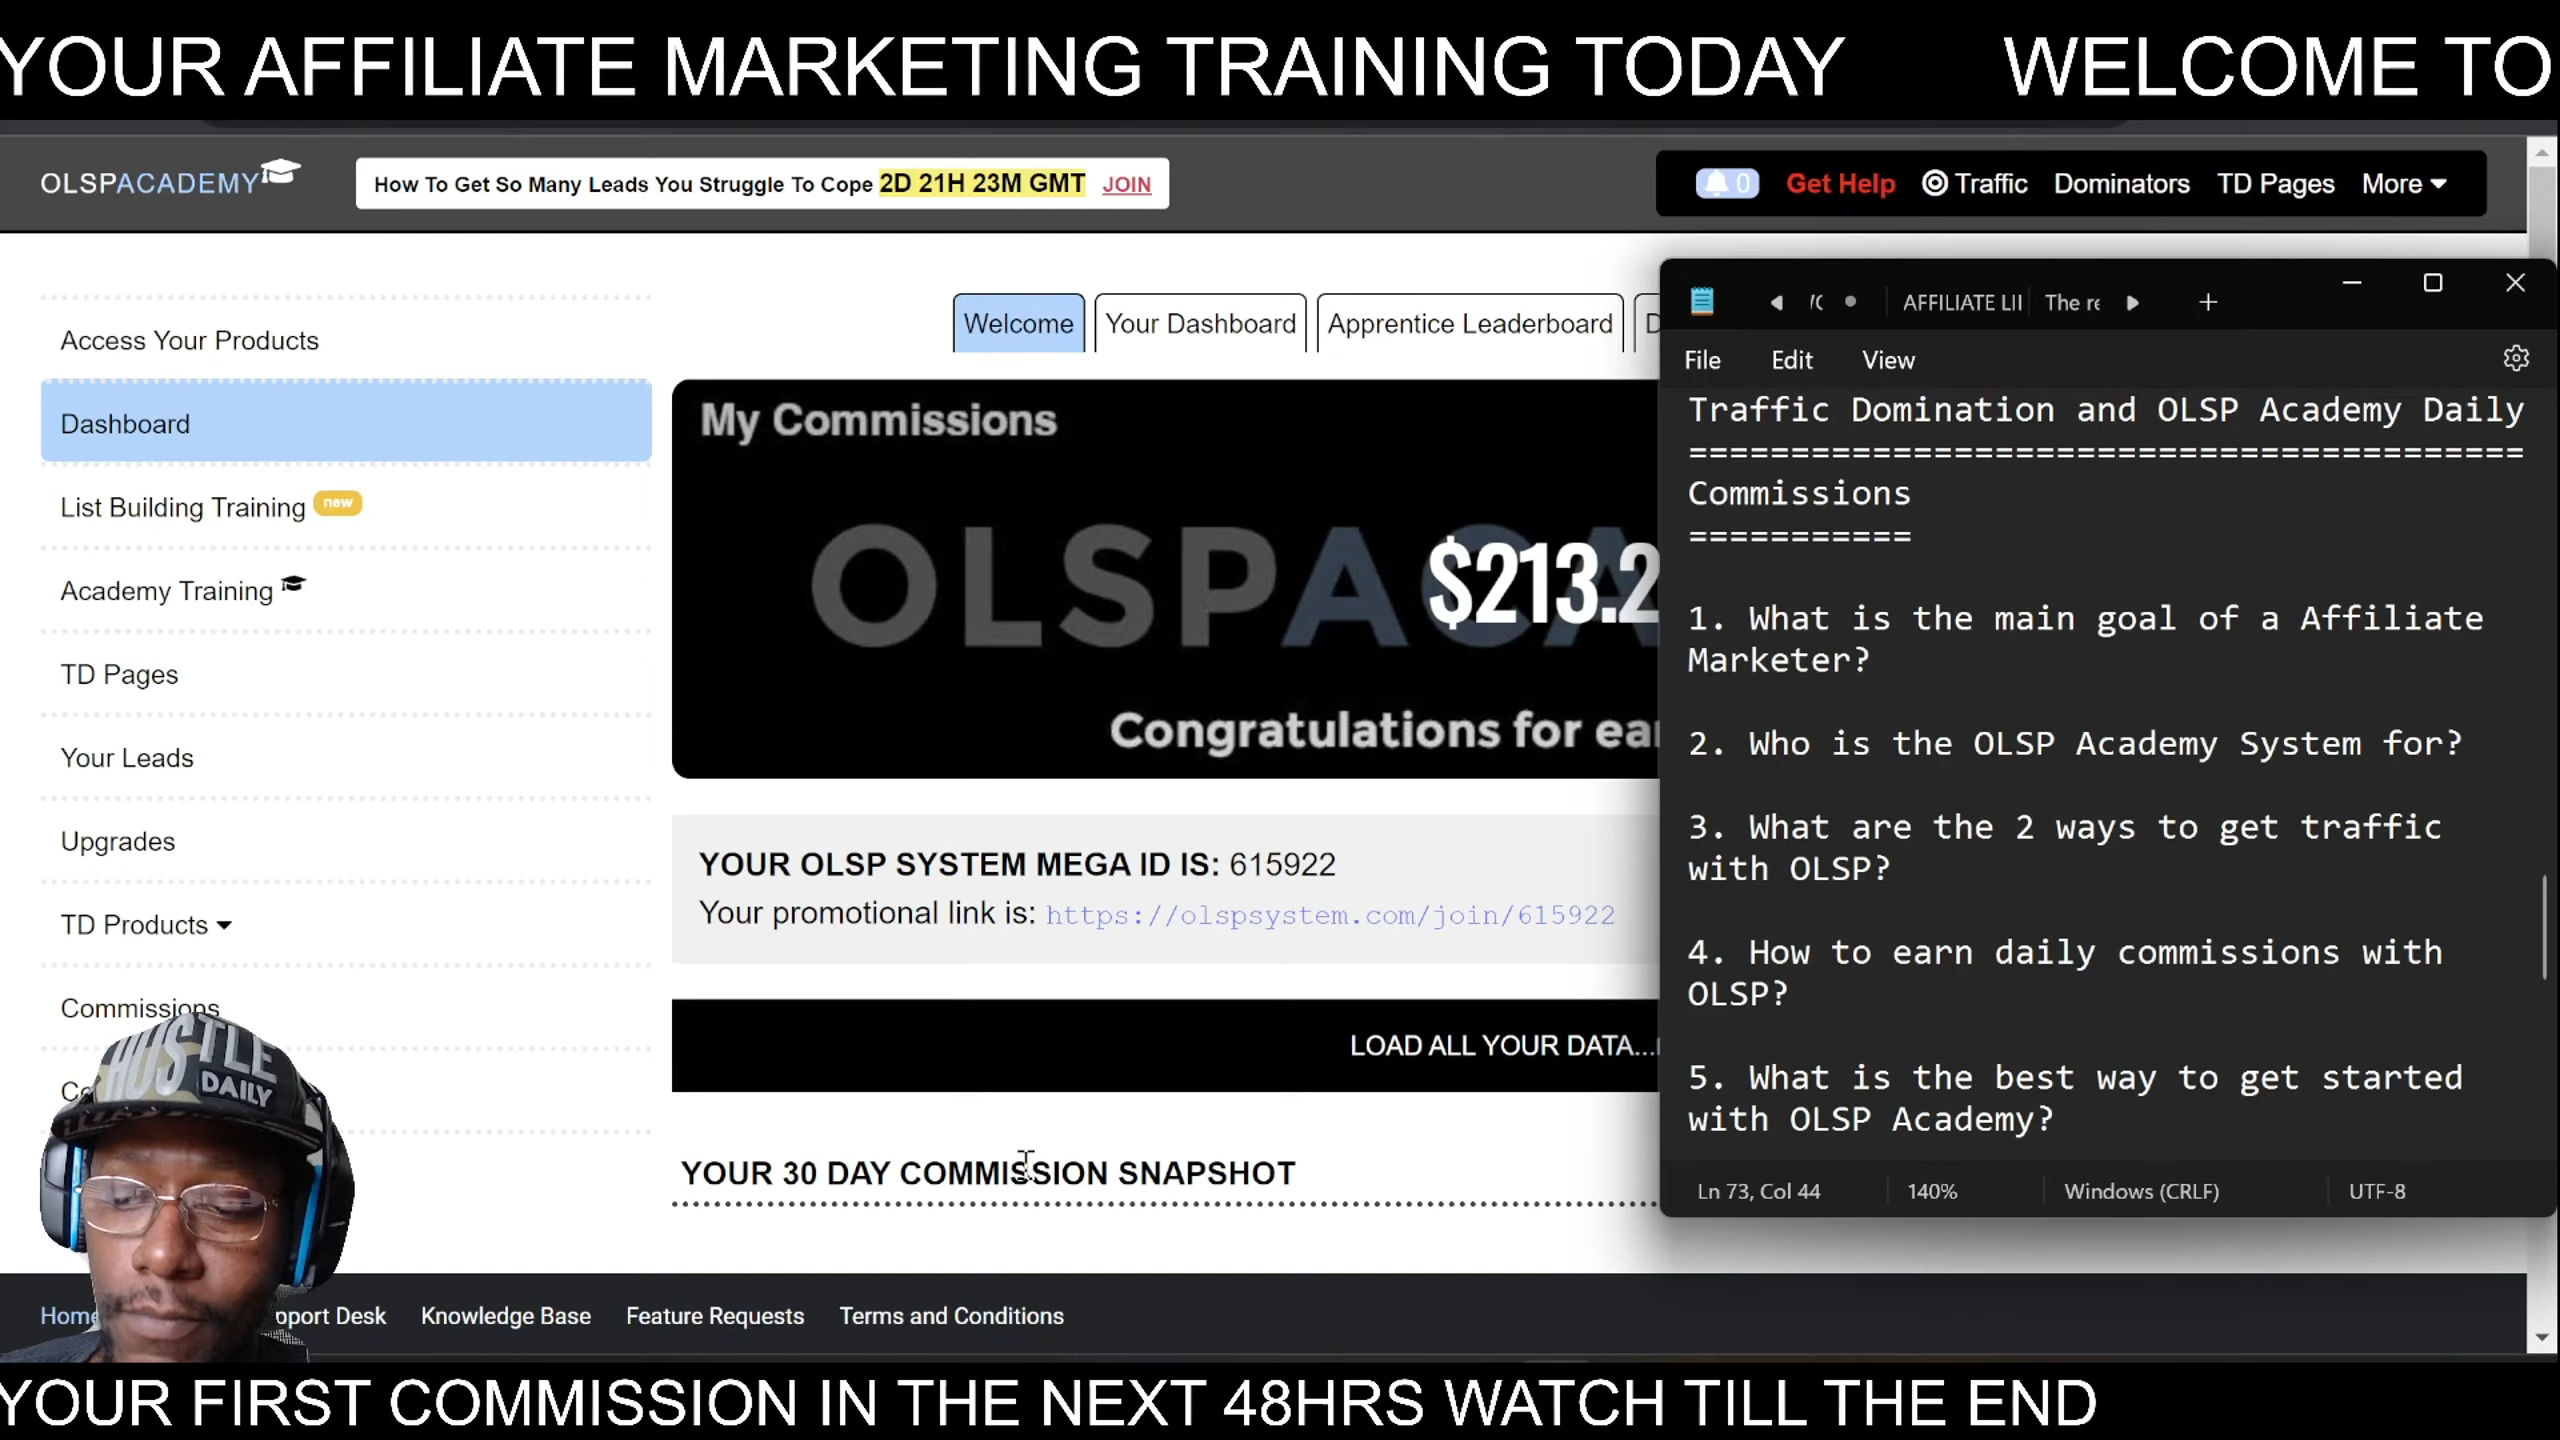 YOUR AFFILIATE MARKETING TRAINING TODAY WELCOME TO
OLSPACADEMY
How To Get So Many Leads You Struggle To Cope 2D 21H 23M GMT JOIN
0 Get Help Traffic Dominators TD Pages More
Access Your Products
Dashboard
List Building Training new
Academy Training
TD Pages
Your Leads
Upgrades
TD Products
Commissions
Welcome Your Dashboard Apprentice Leaderboard D
My Commissions
OLSPACA
$213.2
Congratulations for ea
YOUR OLSP SYSTEM MEGA ID IS: 615922
Your promotional link is: https://olspsystem.com/join/615922
LOAD ALL YOUR DATA...
YOUR 30 DAY COMMISSION SNAPSHOT
AFFILIATE LI The re
File Edit View
Traffic Domination and OLSP Academy Daily
=========================================
Commissions
===========
1. What is the main goal of a Affiliate
Marketer?
2. Who is the OLSP Academy System for?
3. What are the 2 ways to get traffic
with OLSP?
4. How to earn daily commissions with
OLSP?
5. What is the best way to get started
with OLSP Academy?
Ln 73, Col 44 140% Windows (CRLF) UTF-8
HUSTLE
DAILY
Home pport Desk Knowledge Base Feature Requests Terms and Conditions
YOUR FIRST COMMISSION IN THE NEXT 48HRS WATCH TILL THE END